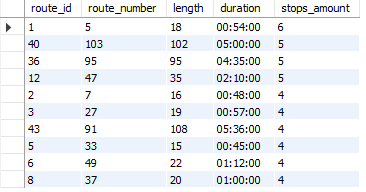 route_id route_number length duration stops_amount
1 5 18 00:54:00 6
40 103 102 05:00:00 5
36 95 95 04:35:00 5
12 47 35 02:10:00 5
2 7 16 00:48:00 4
3 27 19 00:57:00 4
43 91 108 05:36:00 4
5 33 15 00:45:00 4
6 49 22 01:12:00 4
8 37 20 01:00:00 4